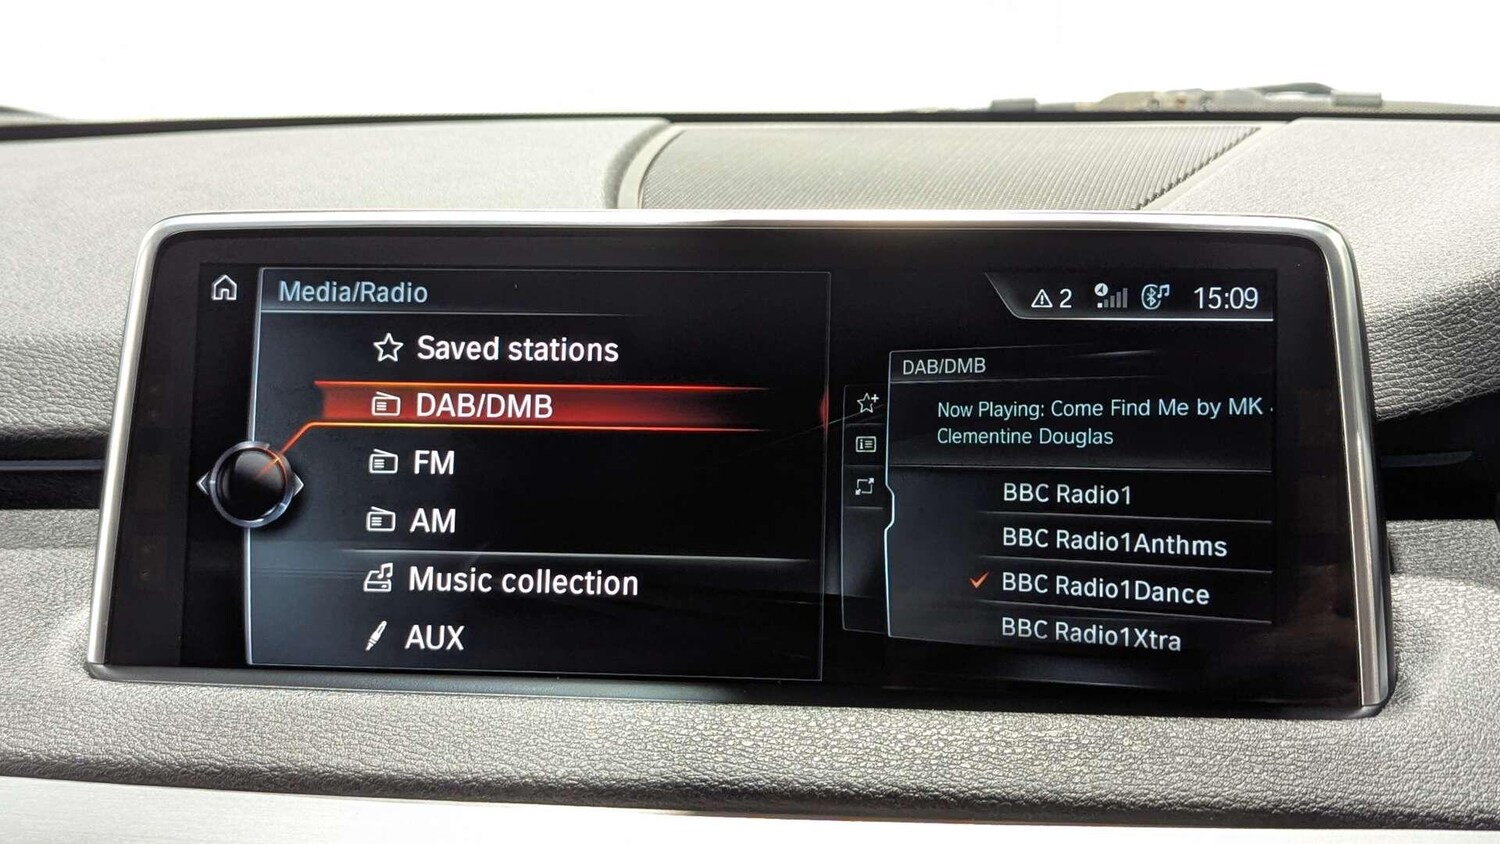 Media/Radio
Saved stations
DAB/DMB
FM
AM
Music collection
AUX
2
15:09
DAB/DMB
Now Playing: Come Find Me by MK
Clementine Douglas
BBC Radio1
BBC Radio1Anthms
BBC Radio1Dance
BBC Radio1Xtra